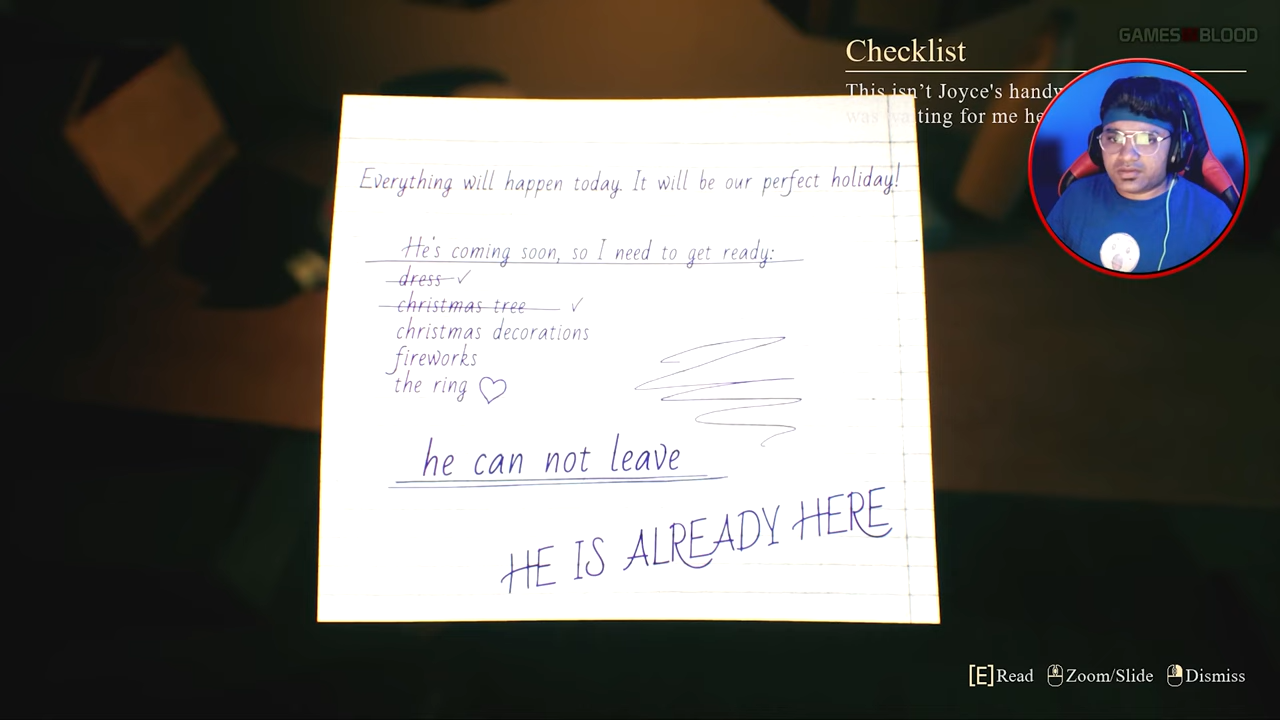 GAMES BLOOD
Checklist
This isn't Joyce's handw
was waiting for me he
Everything will happen today. It will be our perfect holiday!
He's coming soon, so I need to get ready:
dress ✓
christmas tree ✓
christmas decorations
fireworks
the ring ♡
he can not leave
HE IS ALREADY HERE
[E]Read Zoom/Slide Dismiss